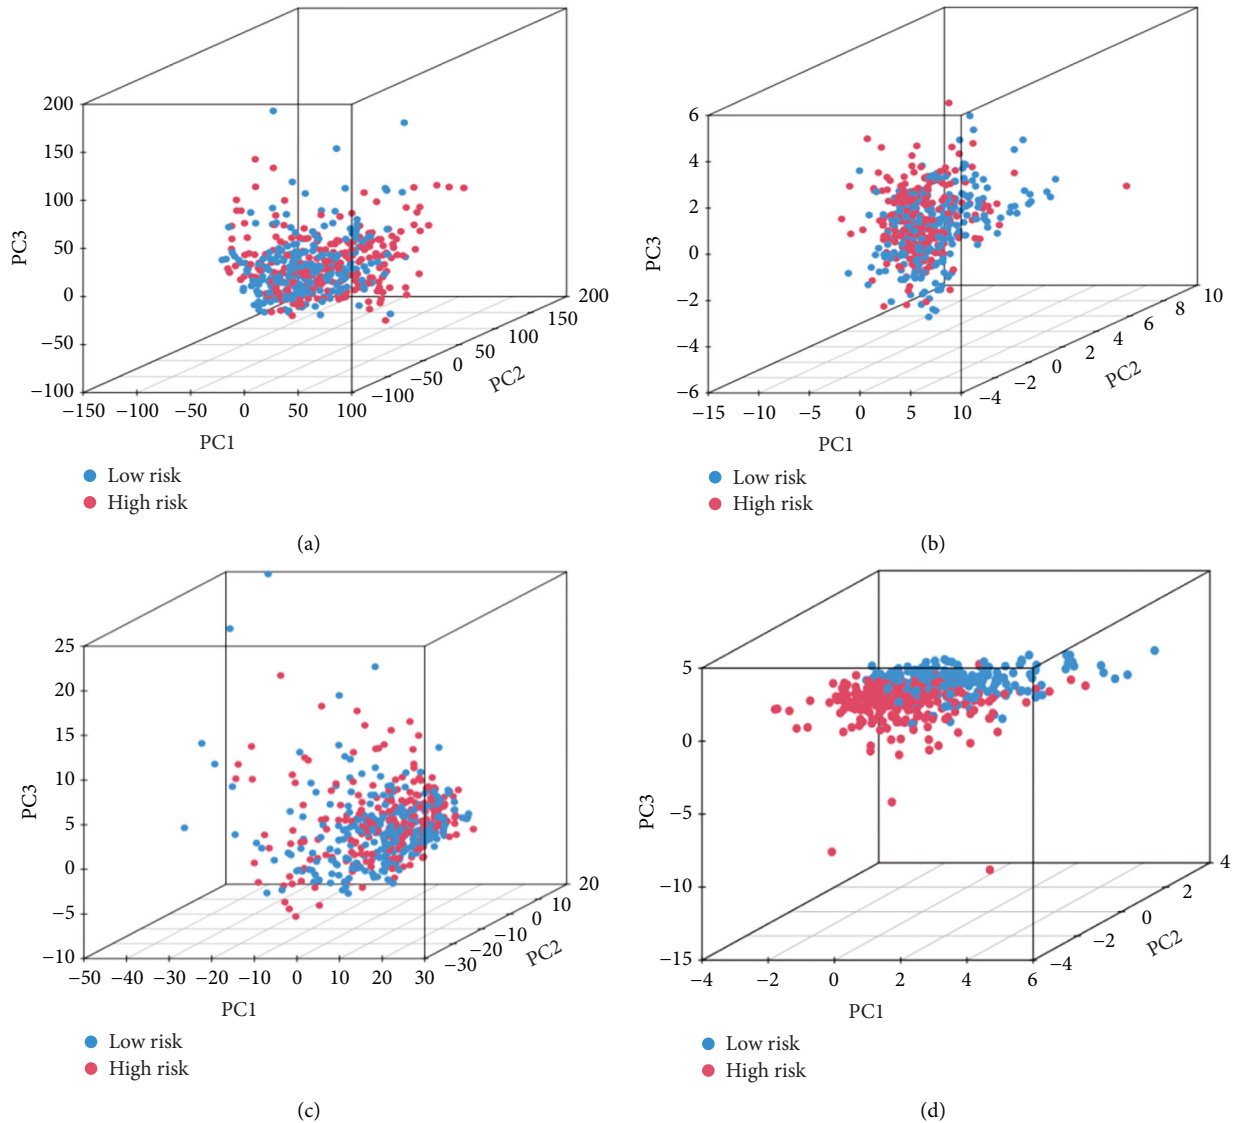 200
150
100
50
0
−50
−100
PC3
−150 −100 −50 0 50 100
PC1
−100 −50 0 50 100 150 200
PC2
Low risk
High risk
(a)
6
4
2
0
−2
−4
−6
PC3
−15 −10 −5 0 5 10
PC1
−4 −2 0 2 4 6 8 10
PC2
Low risk
High risk
(b)
25
20
15
10
5
0
−5
−10
PC3
−50 −40 −30 −20 −10 0 10 20 30
PC1
−30 −20 −10 0 10 20
PC2
Low risk
High risk
(c)
5
0
−5
−10
−15
PC3
−4 −2 0 2 4 6
PC1
−4 −2 0 2 4
PC2
Low risk
High risk
(d)